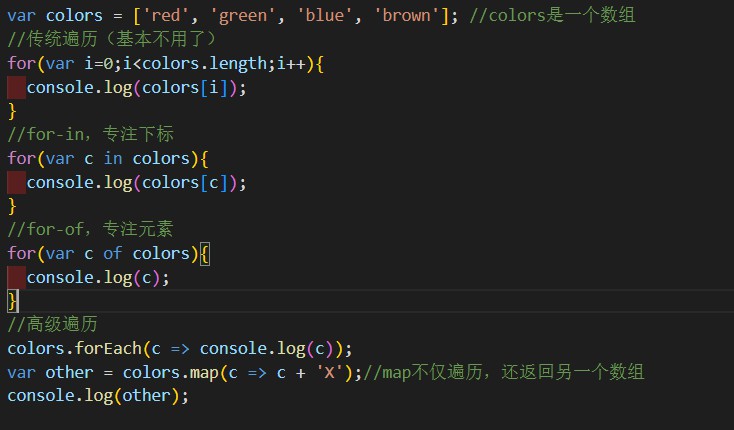 var colors = ['red', 'green', 'blue', 'brown']; //colors是一个数组
//传统遍历（基本不用了）
for(var i=0;i<colors.length;i++){
  console.log(colors[i]);
}
//for-in，专注下标
for(var c in colors){
  console.log(colors[c]);
}
//for-of，专注元素
for(var c of colors){
  console.log(c);
}
//高级遍历
colors.forEach(c => console.log(c));
var other = colors.map(c => c + 'X');//map不仅遍历，还返回另一个数组
console.log(other);